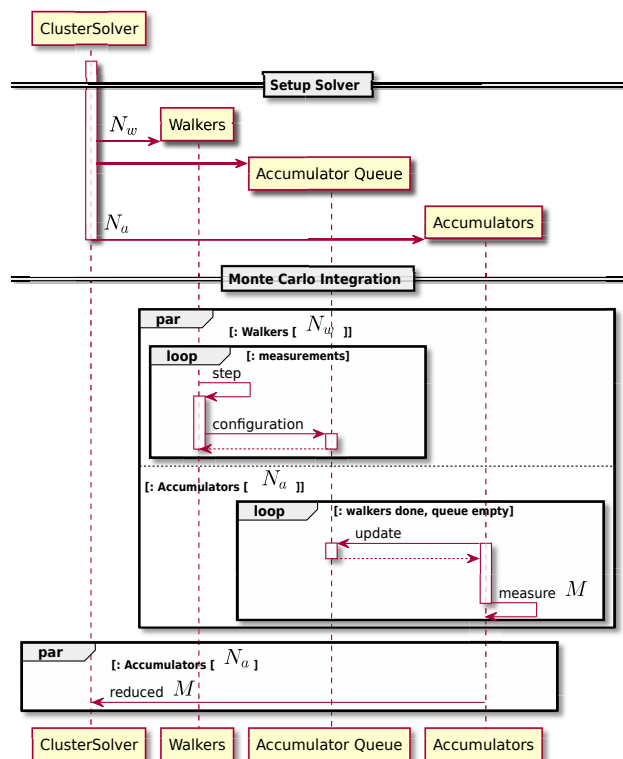 ClusterSolver
Setup Solver
N_w
Walkers
Accumulator Queue
N_a
Accumulators
Monte Carlo Integration
par
[: Walkers [ N_w ]]
loop [: measurements]
step
configuration
[: Accumulators [ N_a ]]
loop [: walkers done, queue empty]
update
measure M
par
[: Accumulators [ N_a ]
reduced M
ClusterSolver Walkers Accumulator Queue Accumulators